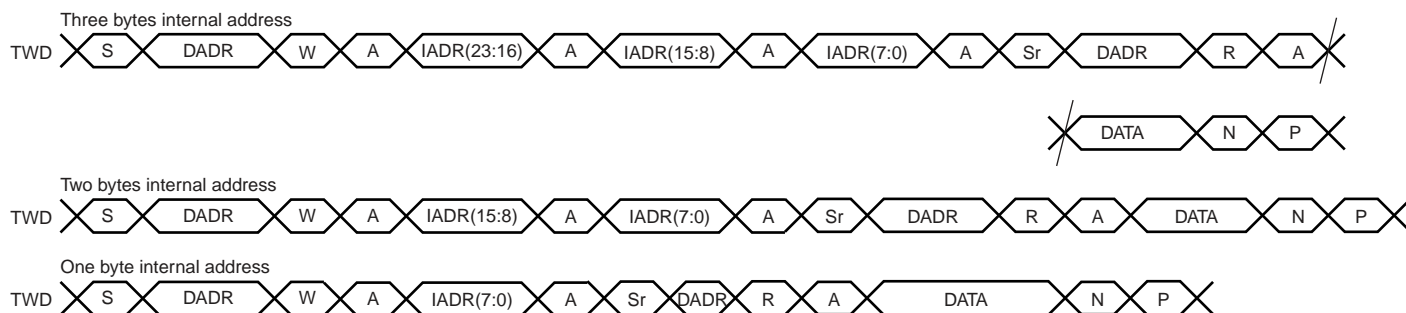 Three bytes internal address
TWD S DADR W A IADR(23:16) A IADR(15:8) A IADR(7:0) A Sr DADR R A
DATA N P
Two bytes internal address
TWD S DADR W A IADR(15:8) A IADR(7:0) A Sr DADR R A DATA N P
One byte internal address
TWD S DADR W A IADR(7:0) A Sr DADR R A DATA N P